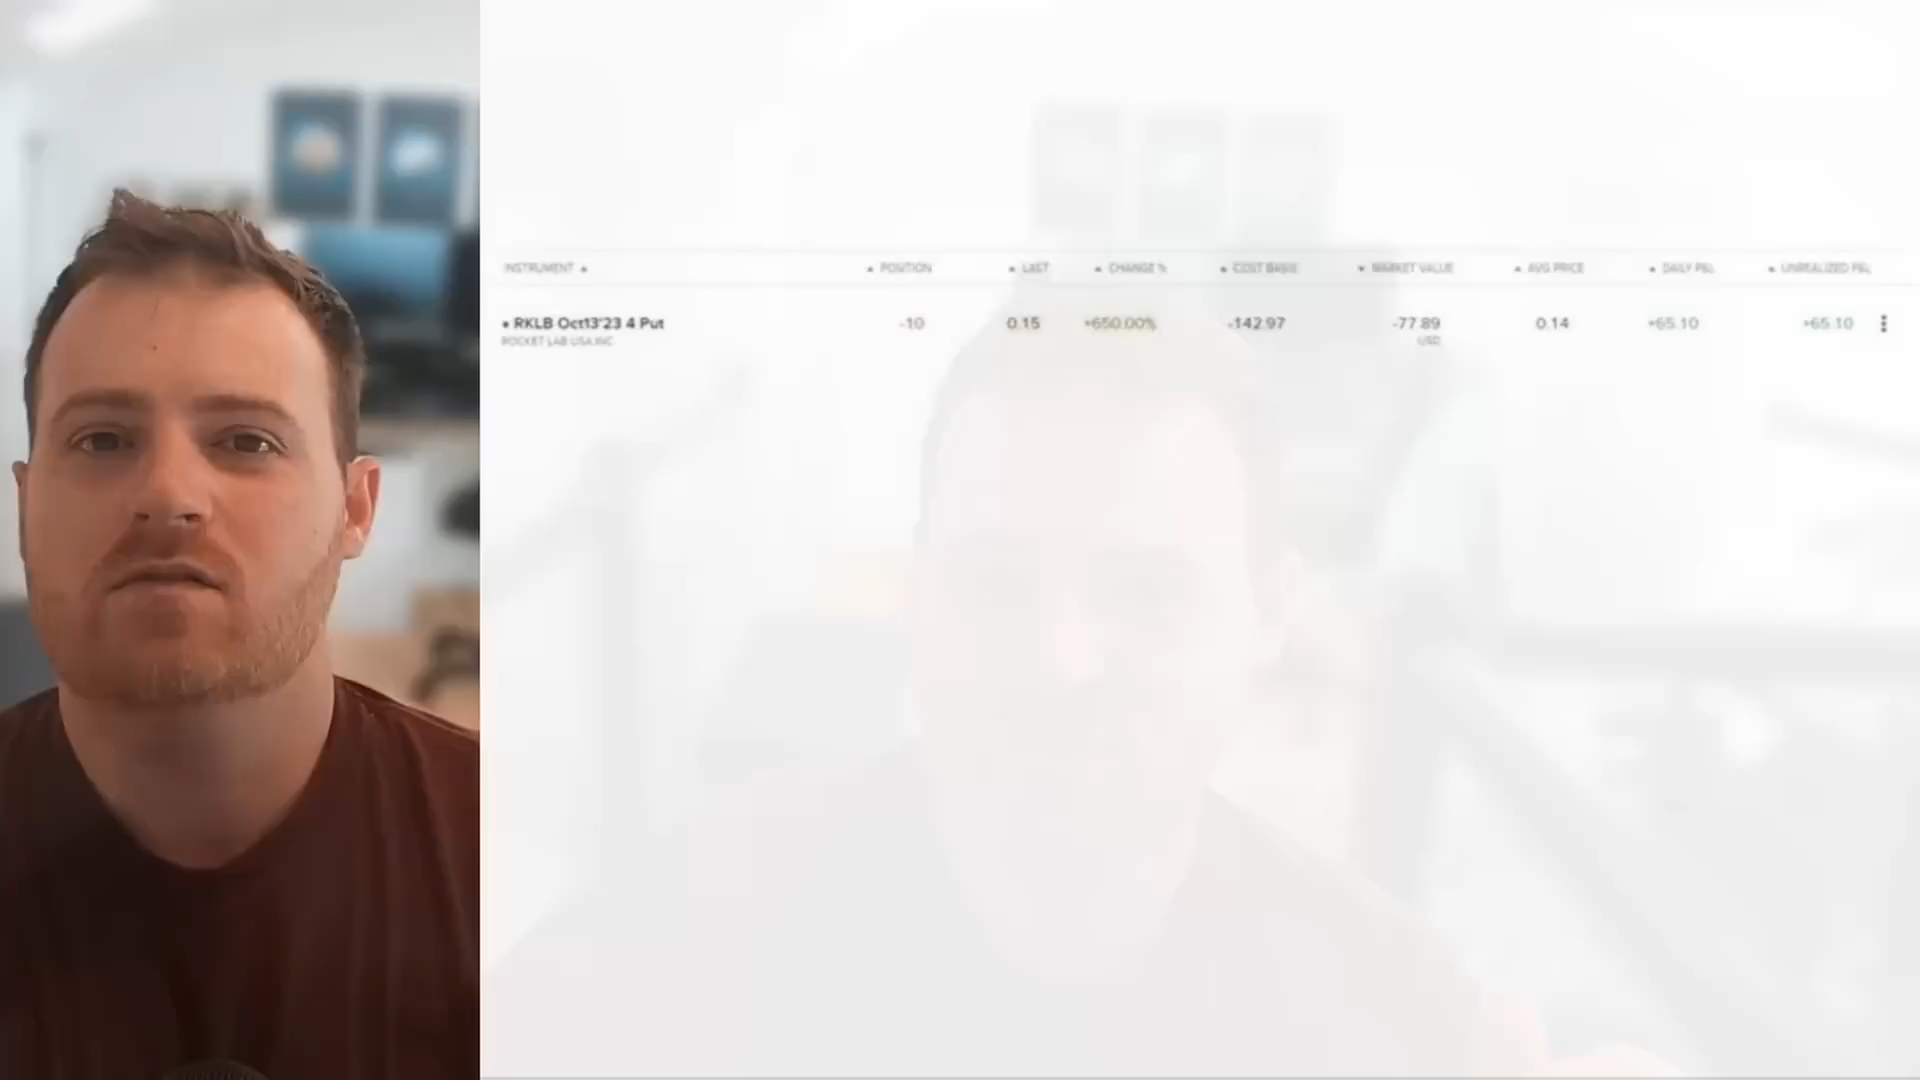 INSTRUMENT ▲ ▲ POSITION ▲ LAST ▲ CHANGE % ▲ COST BASIS ▼ MARKET VALUE ▲ AVG PRICE ▲ DAILY P&L ▲ UNREALIZED P&L
• RKLB Oct13'23 4 Put -10 0.15 +650.00% -142.97 -77.89 0.14 +65.10 +65.10
ROCKET LAB USA INC USD